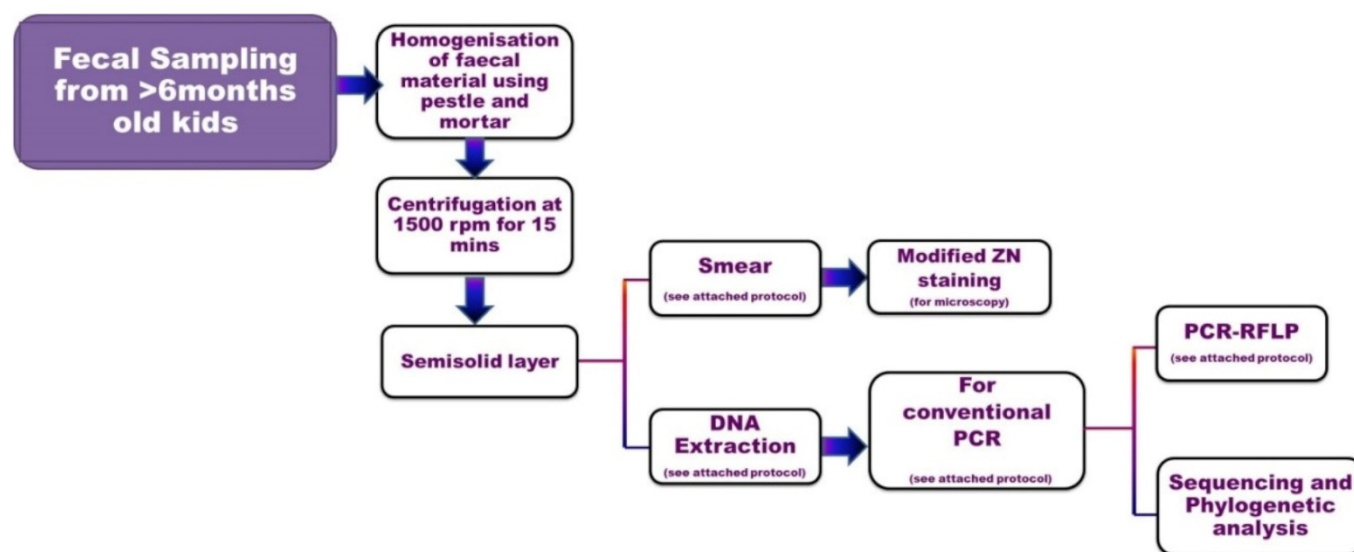 Fecal Sampling
from >6months
old kids
Homogenisation
of faecal
material using
pestle and
mortar
Centrifugation at
1500 rpm for 15
mins
Semisolid layer
Smear
(see attached protocol)
Modified ZN
staining
(for microscopy)
DNA
Extraction
(see attached protocol)
For
conventional
PCR
(see attached protocol)
PCR-RFLP
(see attached protocol)
Sequencing and
Phylogenetic
analysis